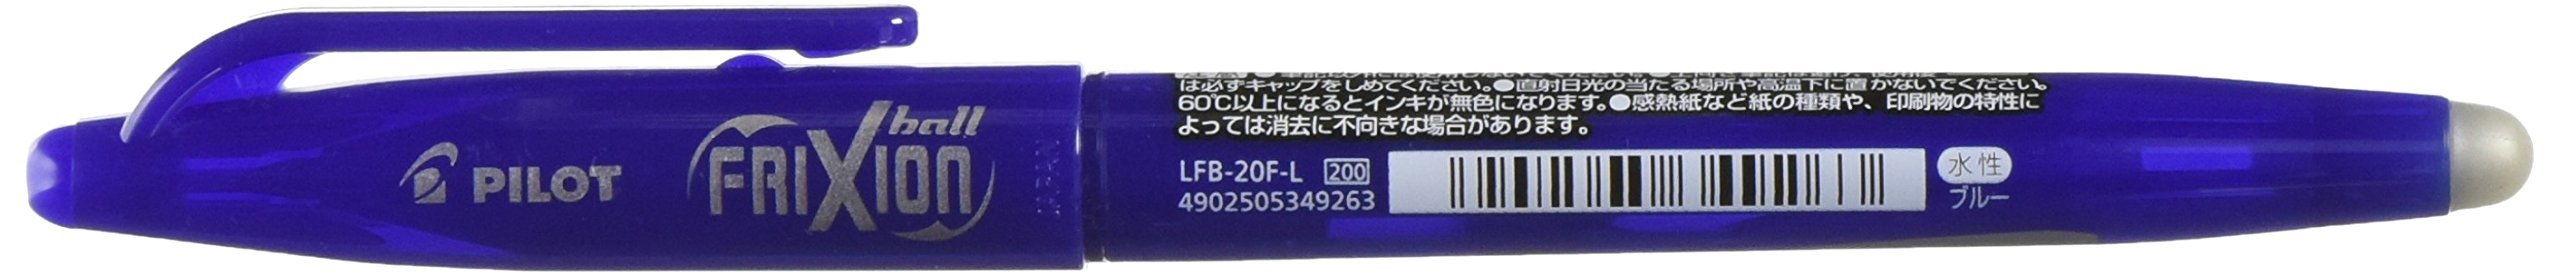 PILOT
FRIXION ball
JAPAN
は必ずキャップをしめてください。●直射日光の当たる場所や高温下に置かないでください。
60℃以上になるとインキが無色になります。●感熱紙など紙の種類や、印刷物の特性に
よっては消去に不向きな場合があります。
LFB-20F-L 200
4902505349263
水性
ブルー